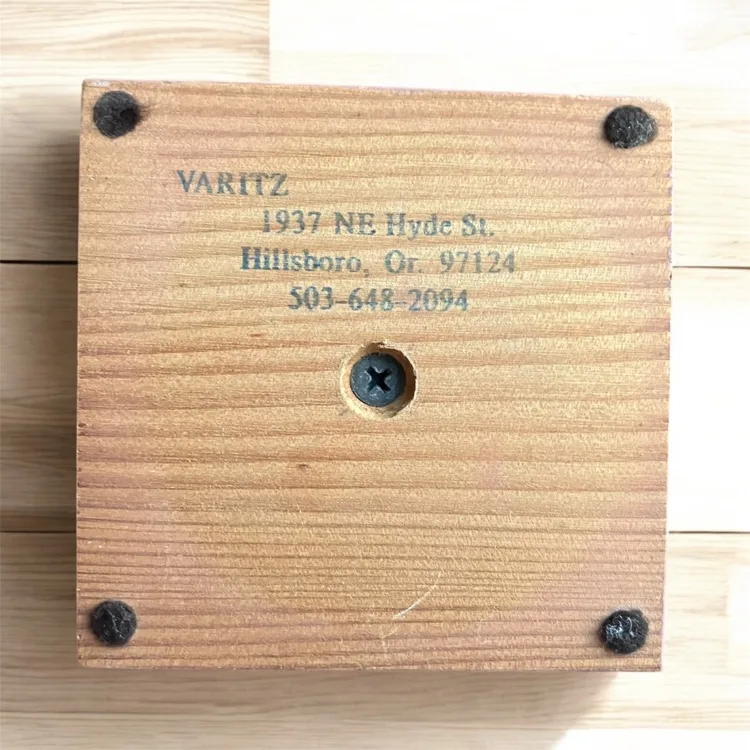 VARITZ
1937 NE Hyde St.
Hillsboro, Or. 97124
503-648-2094